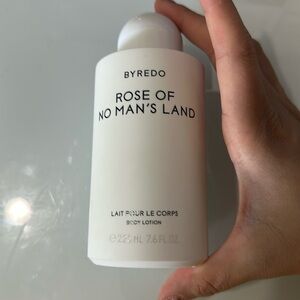 BYREDO
ROSE OF
NO MAN'S LAND
LAIT POUR LE CORPS
BODY LOTION
℮225 ML 7.6 FL.OZ.